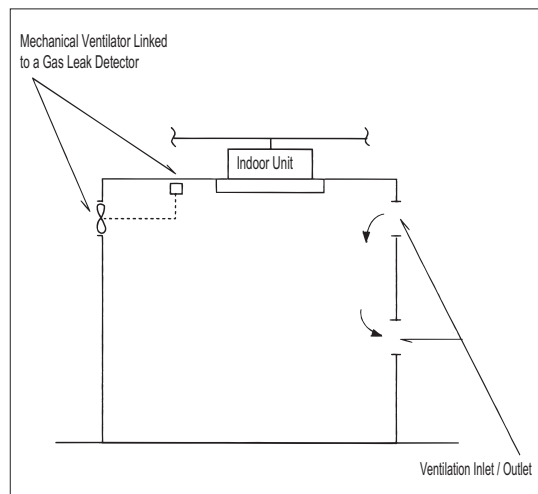 Mechanical Ventilator Linked
to a Gas Leak Detector
Indoor Unit
Ventilation Inlet / Outlet